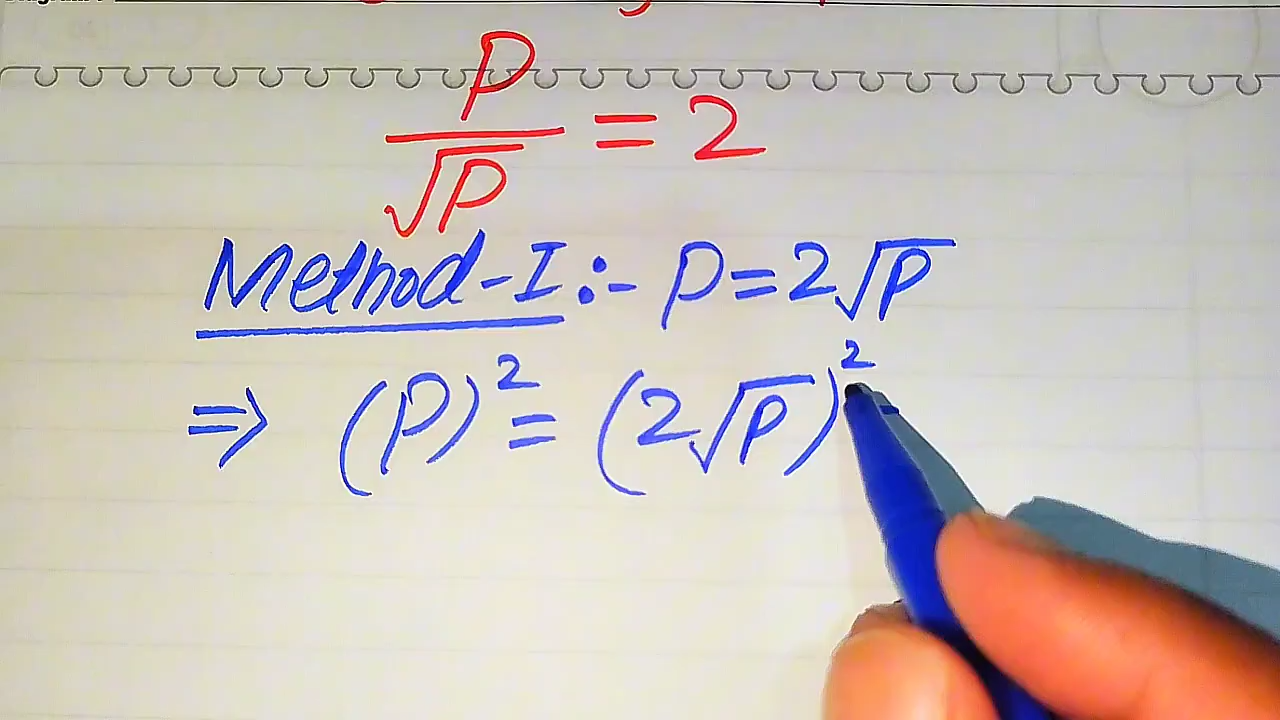 P/√P = 2
Method-I:- P=2√P
⇒ (P)² = (2√P)²